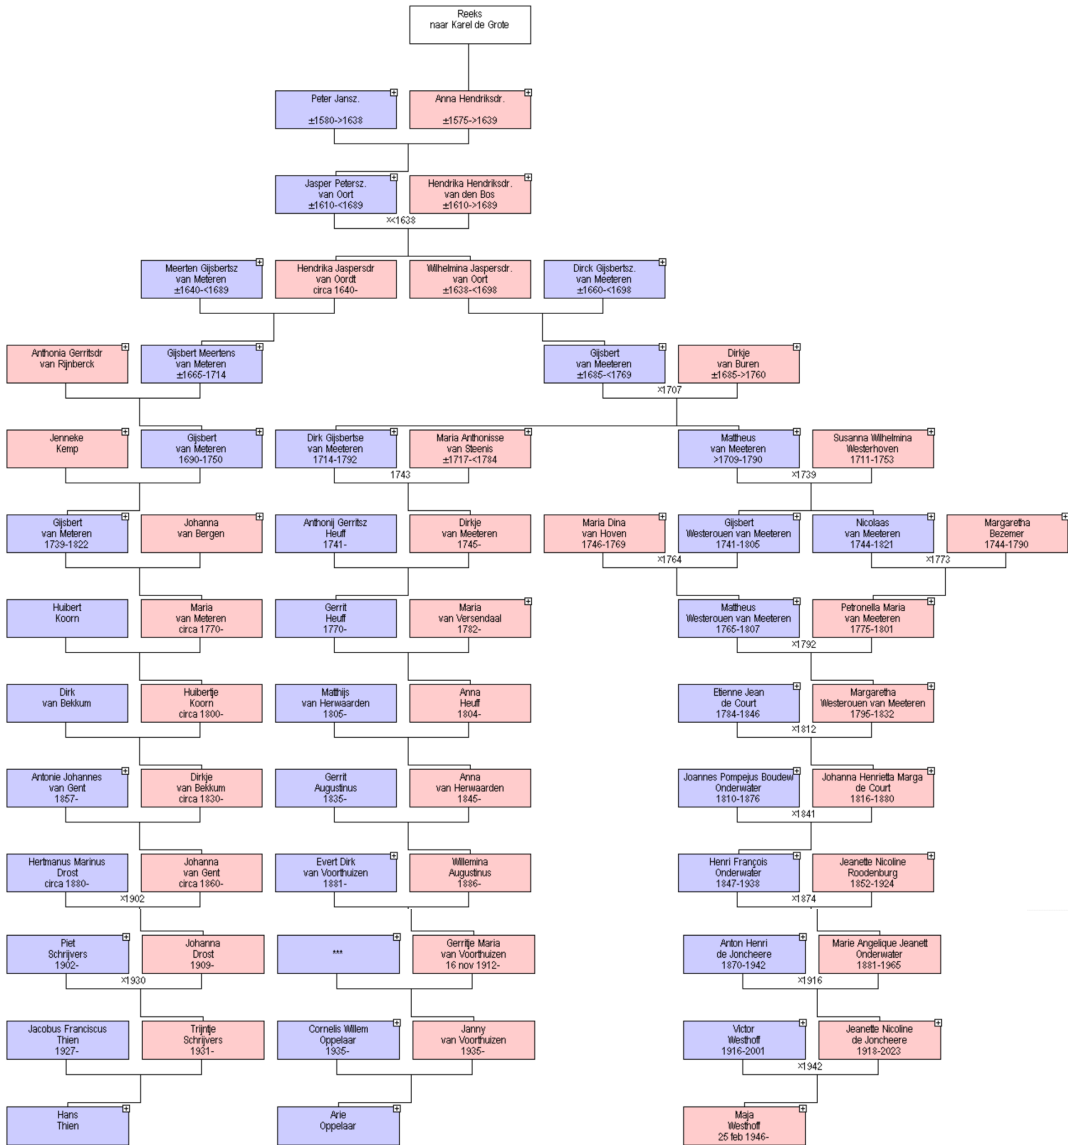 Reeks
naar Karel de Grote
Peter Jansz.
±1580->1638
Anna Hendriksdr.
±1575->1639
Jasper Petersz.
van Oort
±1610-<1689
Hendrika Hendriksdr.
van den Bos
±1610->1689
x<1638
Meerten Gijsbertsz
van Meteren
±1640-<1689
Hendrika Jaspersdr
van Oordt
circa 1640-
Wilhelmina Jaspersdr.
van Oort
±1638-<1698
Dirck Gijsbertsz.
van Meeteren
±1660-<1698
Anthonia Gerritsdr
van Rijnberck
Gijsbert Meertens
van Meteren
±1665-1714
Gijsbert
van Meeteren
±1685-<1769
Dirkje
van Buren
±1685->1760
x1707
Jenneke
Kemp
Gijsbert
van Meteren
1690-1750
Dirk Gijsbertse
van Meeteren
1714-1792
Maria Anthonisse
van Steenis
±1717-<1784
1743
Mattheus
van Meeteren
>1709-1790
Susanna Wilhelmina
Westerhoven
1711-1753
x1739
Gijsbert
van Meteren
1739-1822
Johanna
van Bergen
Anthonij Gerritsz
Heuff
1741-
Dirkje
van Meeteren
1745-
Maria Dina
van Hoven
1746-1769
Gijsbert
Westerouen van Meeteren
1741-1805
x1764
Nicolaas
van Meeteren
1744-1821
Margaretha
Bezemer
1744-1790
x1773
Huibert
Koorn
Maria
van Meteren
circa 1770-
Gerrit
Heuff
1770-
Maria
van Versendaal
1782-
Mattheus
Westerouen van Meeteren
1765-1807
Petronella Maria
van Meeteren
1775-1801
x1792
Dirk
van Bekkum
Huibertje
Koorn
circa 1800-
Matthijs
van Herwaarden
1805-
Anna
Heuff
1804-
Etienne Jean
de Court
1784-1846
Margaretha
Westerouen van Meeteren
1795-1832
x1812
Antonie Johannes
van Gent
1857-
Dirkje
van Bekkum
circa 1830-
Gerrit
Augustinus
1835-
Anna
van Herwaarden
1845-
Joannes Pompejus Boudew
Onderwater
1810-1876
Johanna Henrietta Marga
de Court
1816-1880
x1841
Hertmanus Marinus
Drost
circa 1880-
Johanna
van Gent
circa 1860-
x1902
Evert Dirk
van Voorthuizen
1881-
Willemina
Augustinus
1886-
Henri François
Onderwater
1847-1938
Jeanette Nicoline
Roodenburg
1852-1924
x1874
Piet
Schrijvers
1902-
Johanna
Drost
1909-
x1930
***
Gerritje Maria
van Voorthuizen
16 nov 1912-
Anton Henri
de Joncheere
1870-1942
Marie Angelique Jeanett
Onderwater
1881-1965
x1916
Jacobus Franciscus
Thien
1927-
Trijntje
Schrijvers
1931-
Cornelis Willem
Oppelaar
1935-
Janny
van Voorthuizen
1935-
Victor
Westhoff
1916-2001
Jeanette Nicoline
de Joncheere
1918-2023
x1942
Hans
Thien
Arie
Oppelaar
Maja
Westhoff
25 feb 1946-